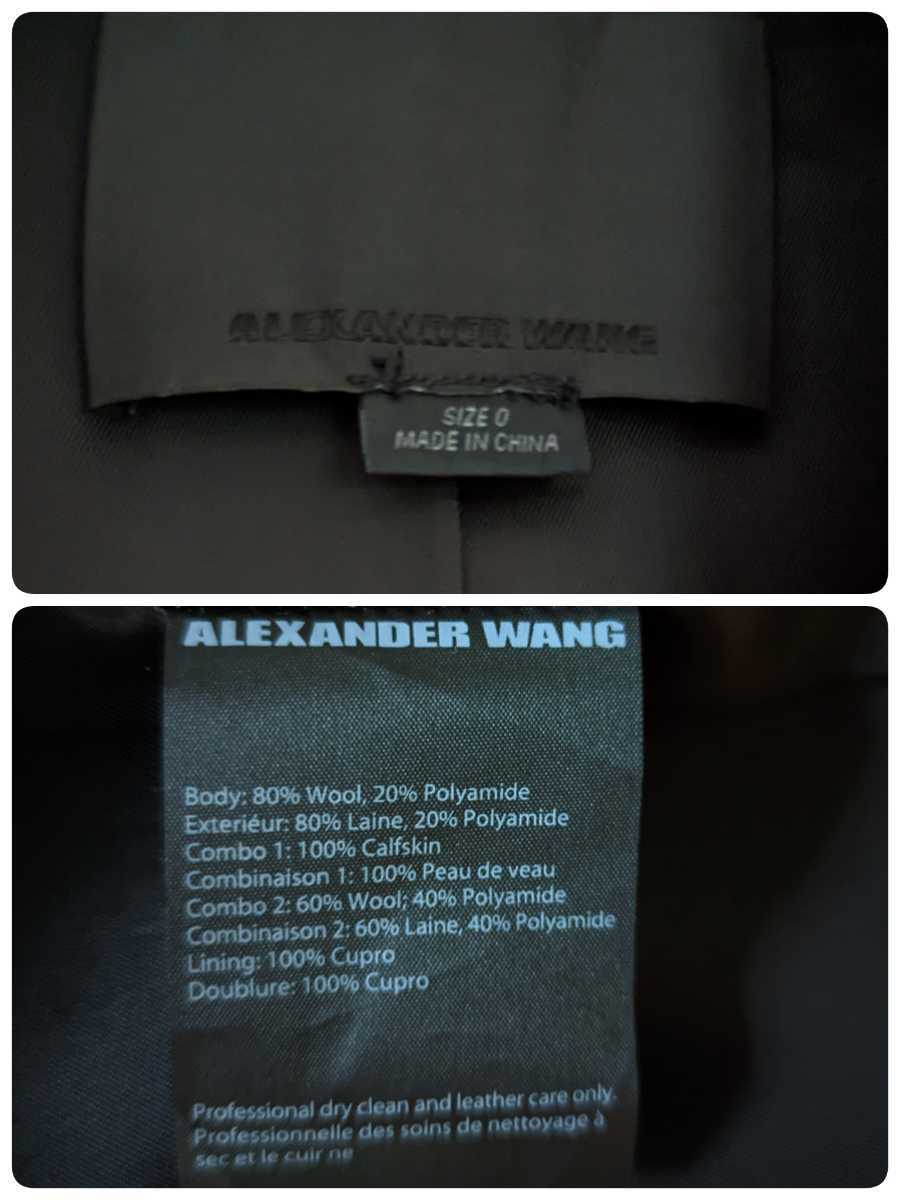 ALEXANDER WANG
SIZE 0
MADE IN CHINA
ALEXANDER WANG
Body: 80% Wool, 20% Polyamide
Exteriéur: 80% Laine, 20% Polyamide
Combo 1: 100% Calfskin
Combinaison 1: 100% Peau de veau
Combo 2: 60% Wool; 40% Polyamide
Combinaison 2: 60% Laine, 40% Polyamide
Lining: 100% Cupro
Doublure: 100% Cupro
Professional dry clean and leather care only.
Professionnelle des soins de nettoyage à
sec et le cuir ne